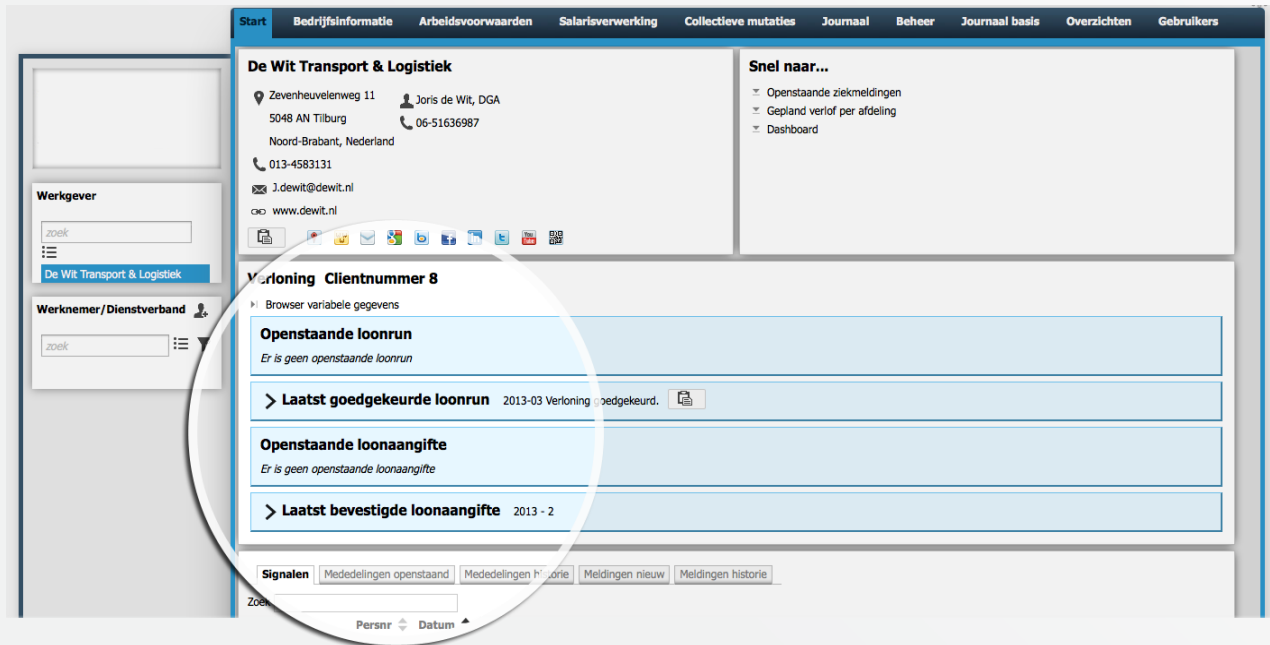 Start Bedrijfsinformatie Arbeidsvoorwaarden Salarisverwerking Collectieve mutaties Journaal Beheer Journaal basis Overzichten Gebruikers
Werkgever
zoek
De Wit Transport & Logistiek
Werknemer/Dienstverband
zoek
De Wit Transport & Logistiek
Zevenheuvelenweg 11
5048 AN Tilburg
Noord-Brabant, Nederland
013-4583131
J.dewit@dewit.nl
www.dewit.nl
Joris de Wit, DGA
06-51636987
Snel naar...
Openstaande ziekmeldingen
Gepland verlof per afdeling
Dashboard
Verloning Clientnummer 8
Browser variabele gegevens
Openstaande loonrun
Er is geen openstaande loonrun
Laatst goedgekeurde loonrun 2013-03 Verloning goedgekeurd.
Openstaande loonaangifte
Er is geen openstaande loonaangifte
Laatst bevestigde loonaangifte 2013 - 2
Signalen Mededelingen openstaand Mededelingen historie Meldingen nieuw Meldingen historie
Zoek
Persnr Datum